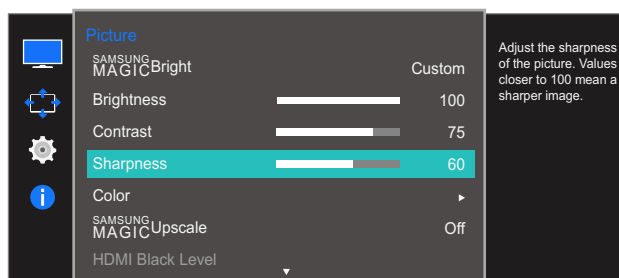 Picture
SAMSUNG
MAGICBright Custom
Brightness 100
Contrast 75
Sharpness 60
Color
SAMSUNG
MAGICUpscale Off
HDMI Black Level
Adjust the sharpness
of the picture. Values
closer to 100 mean a
sharper image.